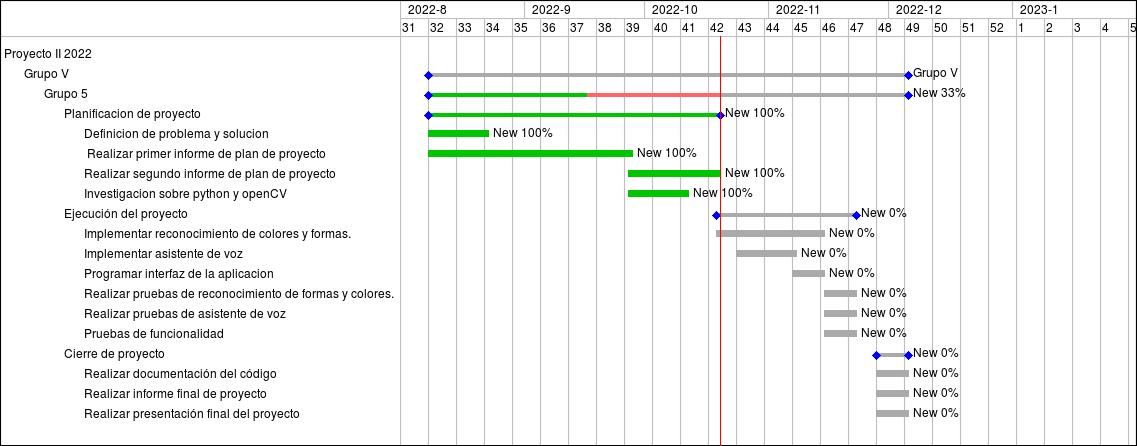 2022-8 2022-9 2022-10 2022-11 2022-12 2023-1
31 32 33 34 35 36 37 38 39 40 41 42 43 44 45 46 47 48 49 50 51 52 1 2 3 4 5
Proyecto II 2022
Grupo V Grupo V
Grupo 5 New 33%
Planificacion de proyecto New 100%
Definicion de problema y solucion New 100%
Realizar primer informe de plan de proyecto New 100%
Realizar segundo informe de plan de proyecto New 100%
Investigacion sobre python y openCV New 100%
Ejecución del proyecto New 0%
Implementar reconocimiento de colores y formas. New 0%
Implementar asistente de voz New 0%
Programar interfaz de la aplicacion New 0%
Realizar pruebas de reconocimiento de formas y colores. New 0%
Realizar pruebas de asistente de voz New 0%
Pruebas de funcionalidad New 0%
Cierre de proyecto New 0%
Realizar documentación del código New 0%
Realizar informe final de proyecto New 0%
Realizar presentación final del proyecto New 0%